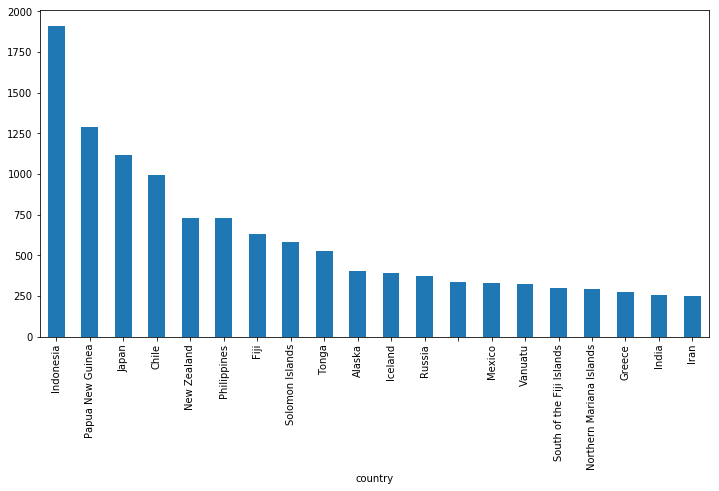 2000
1750
1500
1250
1000
750
500
250
0
Indonesia
Papua New Guinea
Japan
Chile
New Zealand
Philippines
Fiji
Solomon Islands
Tonga
Alaska
Iceland
Russia
Mexico
Vanuatu
South of the Fiji Islands
Northern Mariana Islands
Greece
India
Iran
country